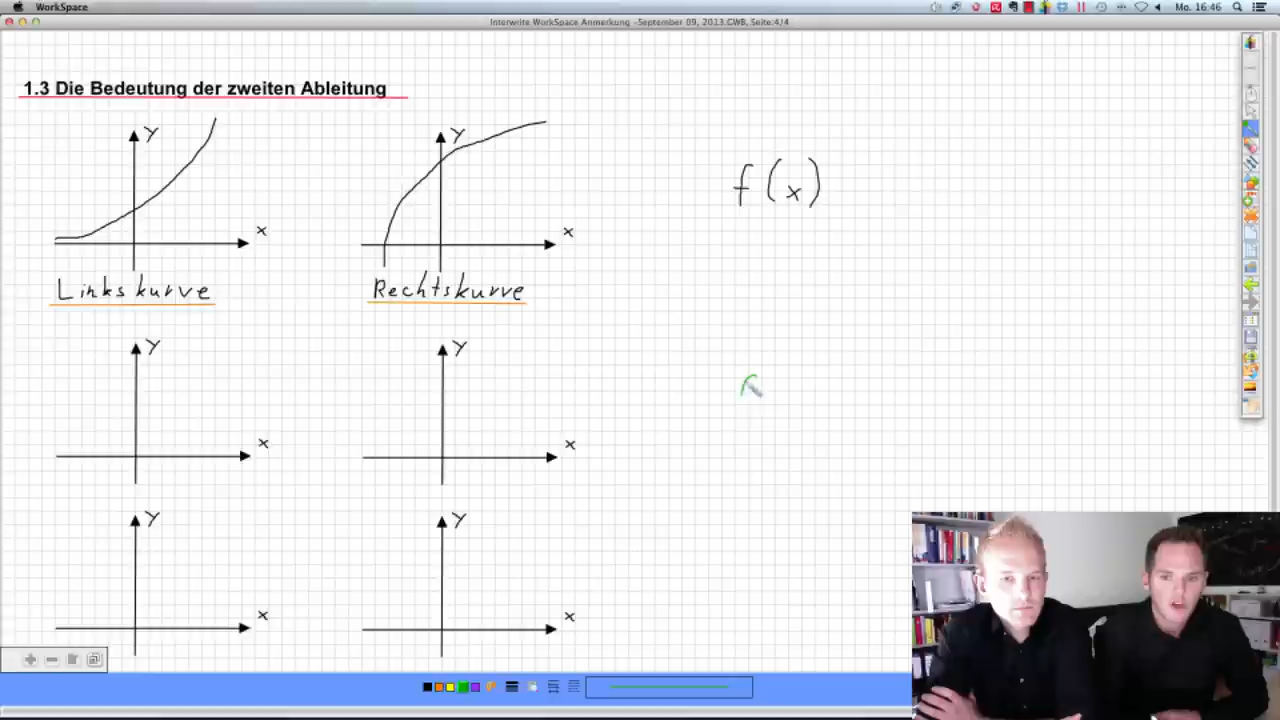 WorkSpace
Mo. 16:46
Interwrite WorkSpace Anmerkung -September 09, 2013.GWB, Seite:4/4
1.3 Die Bedeutung der zweiten Ableitung
y
x
Linkskurve
y
x
Rechtskurve
f(x)
y
x
y
x
y
x
y
x